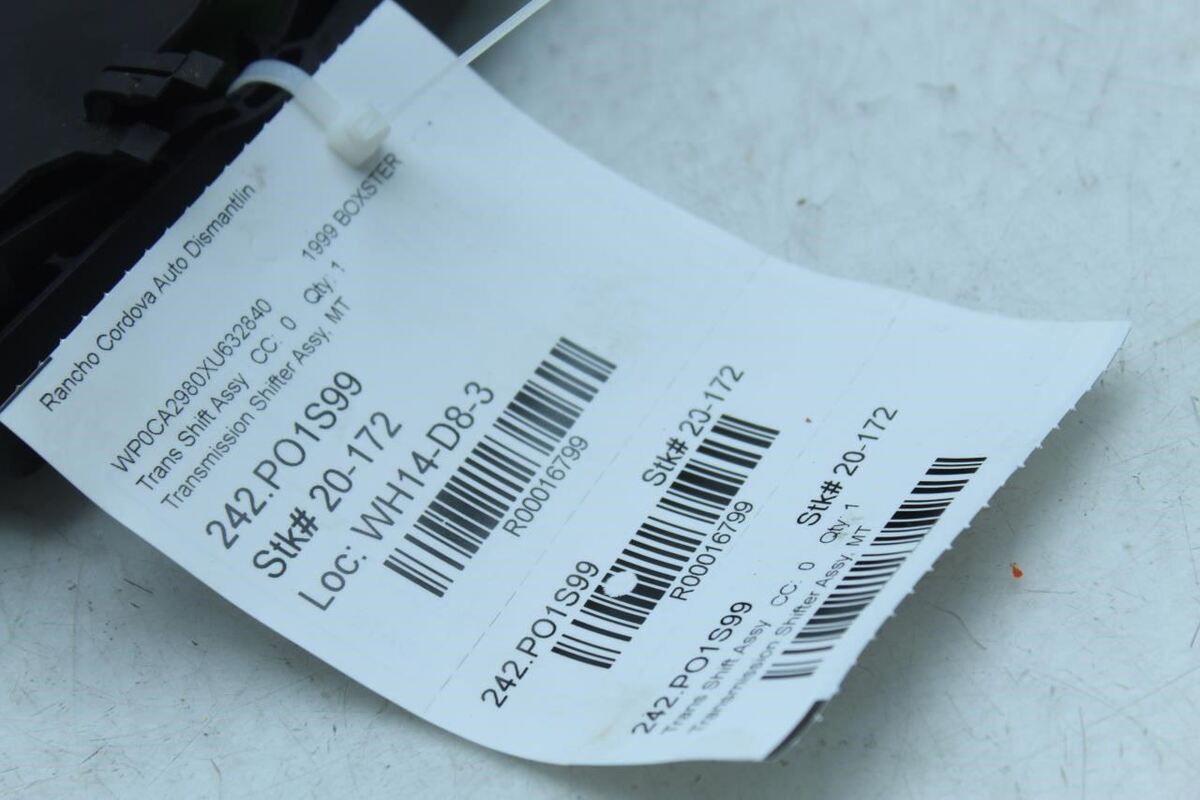 Rancho Cordova Auto Dismantlin
WP0CA2980XU632840 1999 BOXSTER
Trans Shift Assy CC: 0 Qty: 1
Transmission Shifter Assy, MT
242.PO1S99
Stk# 20-172
Loc: WH14-D8-3
R00016799
242.PO1S99 Stk# 20-172
R00016799
242.PO1S99 Stk# 20-172
Trans Shift Assy CC: 0 Qty: 1
Transmission Shifter Assy, MT